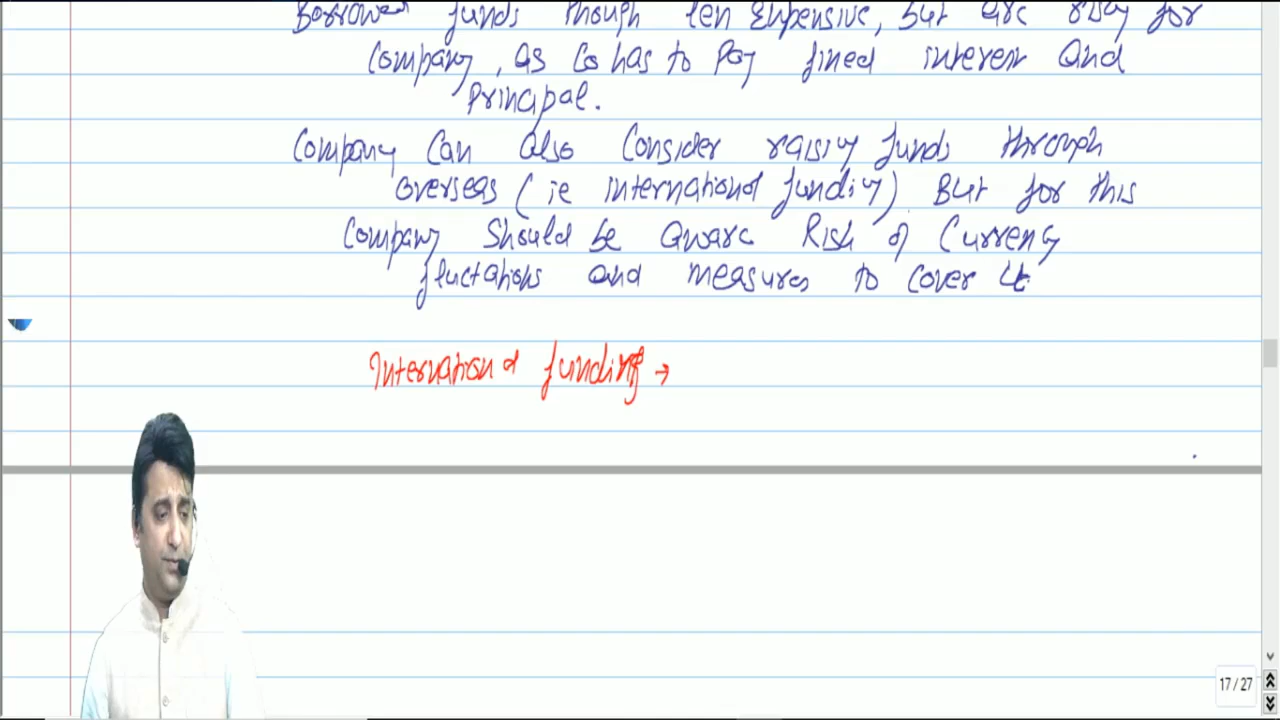 Borrowed funds though less Expensive, But are risky for
Company, as Co has to Pay fixed interest and
Principal.
Company Can also Consider raising funds through
overseas (ie international funding) But for this
Company Should be aware Risk of Currency
fluctations and measures to cover it
International funding →
17 / 27